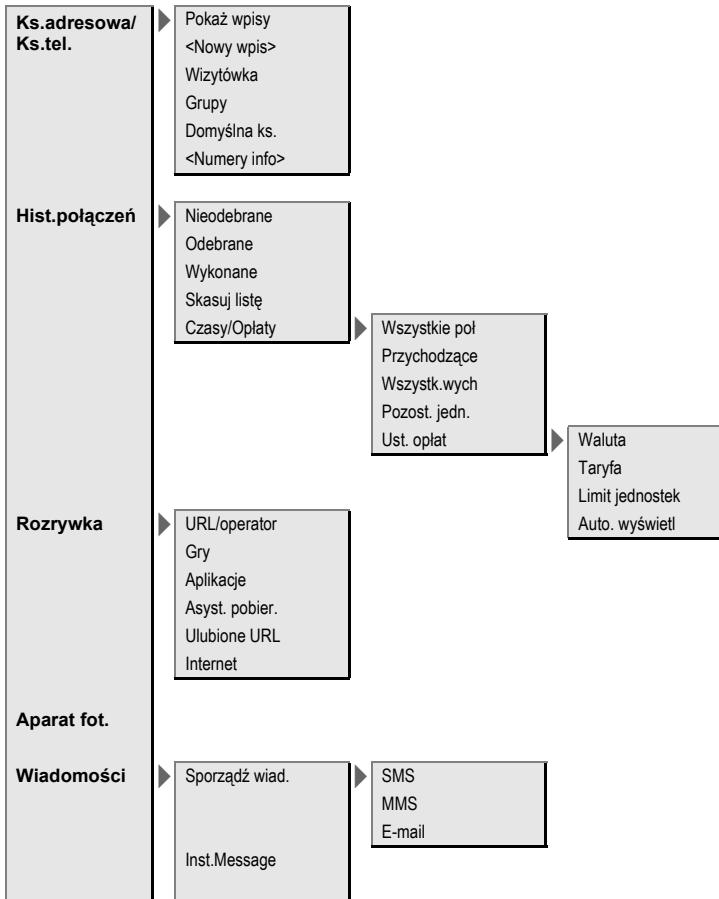 Ks.adresowa/
Ks.tel.
Pokaż wpisy
<Nowy wpis>
Wizytówka
Grupy
Domyślna ks.
<Numery info>
Hist.połączeń
Nieodebrane
Odebrane
Wykonane
Skasuj listę
Czasy/Opłaty
Wszystkie poł
Przychodzące
Wszystk.wych
Pozost. jedn.
Ust. opłat
Waluta
Taryfa
Limit jednostek
Auto. wyświetl
Rozrywka
URL/operator
Gry
Aplikacje
Asyst. pobier.
Ulubione URL
Internet
Aparat fot.
Wiadomości
Sporządź wiad.
SMS
MMS
E-mail
Inst.Message